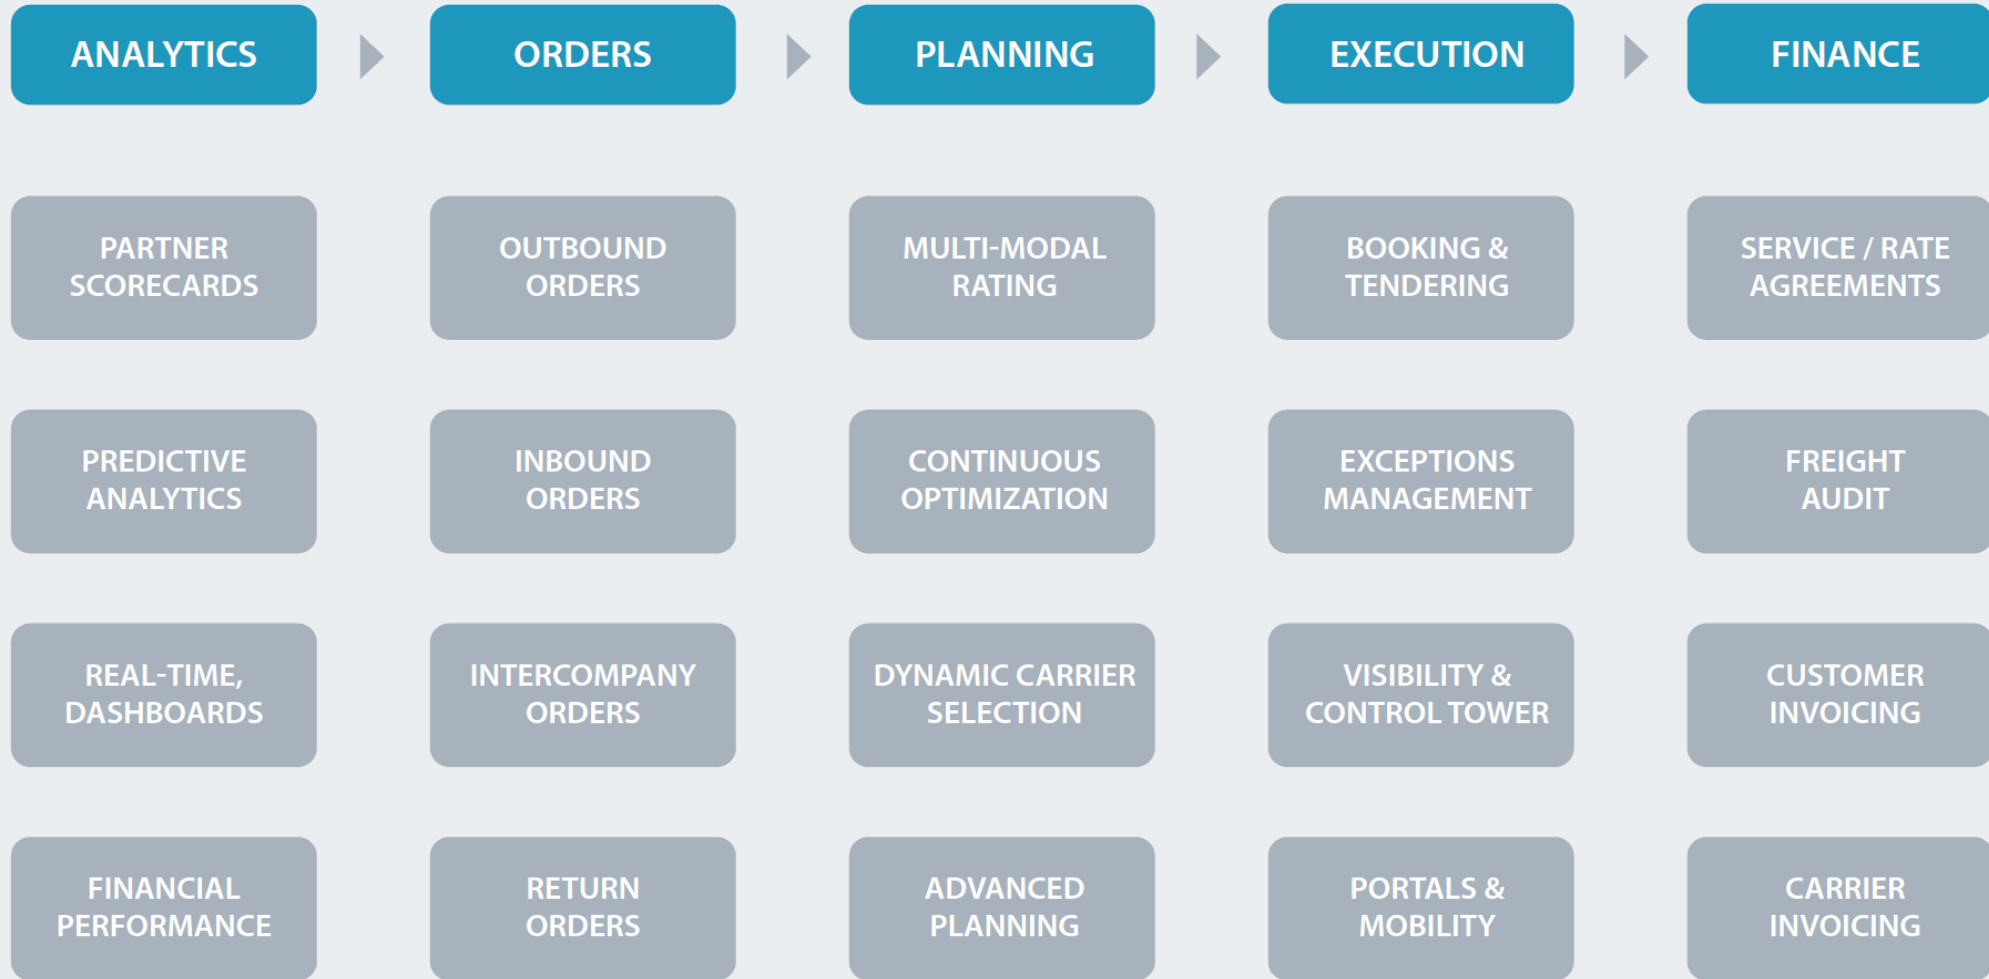 ANALYTICS
ORDERS
PLANNING
EXECUTION
FINANCE
PARTNER
SCORECARDS
OUTBOUND
ORDERS
MULTI-MODAL
RATING
BOOKING &
TENDERING
SERVICE / RATE
AGREEMENTS
PREDICTIVE
ANALYTICS
INBOUND
ORDERS
CONTINUOUS
OPTIMIZATION
EXCEPTIONS
MANAGEMENT
FREIGHT
AUDIT
REAL-TIME,
DASHBOARDS
INTERCOMPANY
ORDERS
DYNAMIC CARRIER
SELECTION
VISIBILITY &
CONTROL TOWER
CUSTOMER
INVOICING
FINANCIAL
PERFORMANCE
RETURN
ORDERS
ADVANCED
PLANNING
PORTALS &
MOBILITY
CARRIER
INVOICING